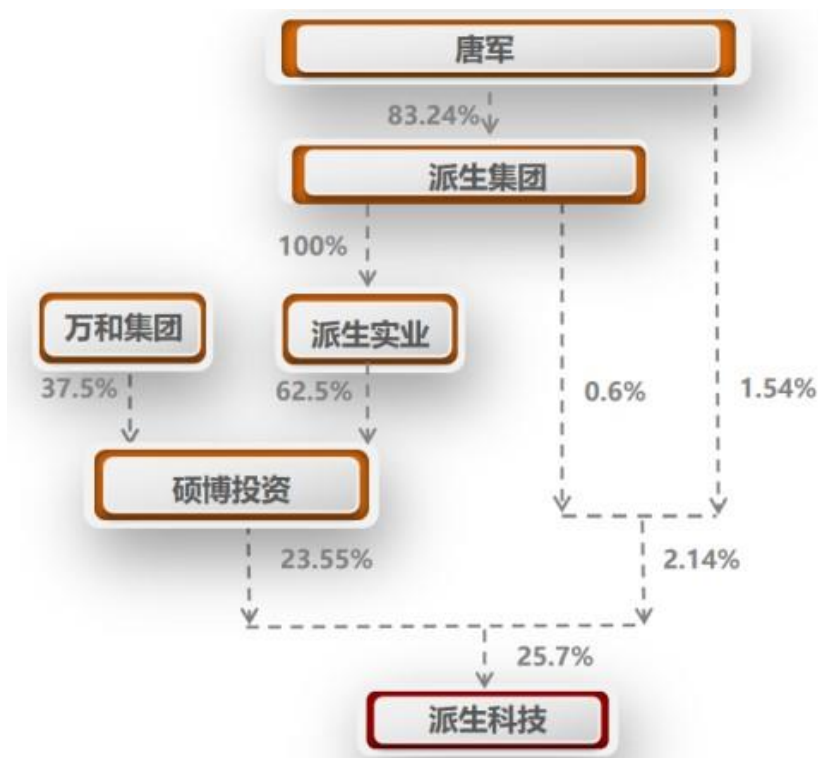 唐军
83.24%
派生集团
100%
万和集团
派生实业
37.5%
62.5%
0.6%
1.54%
硕博投资
23.55%
2.14%
25.7%
派生科技